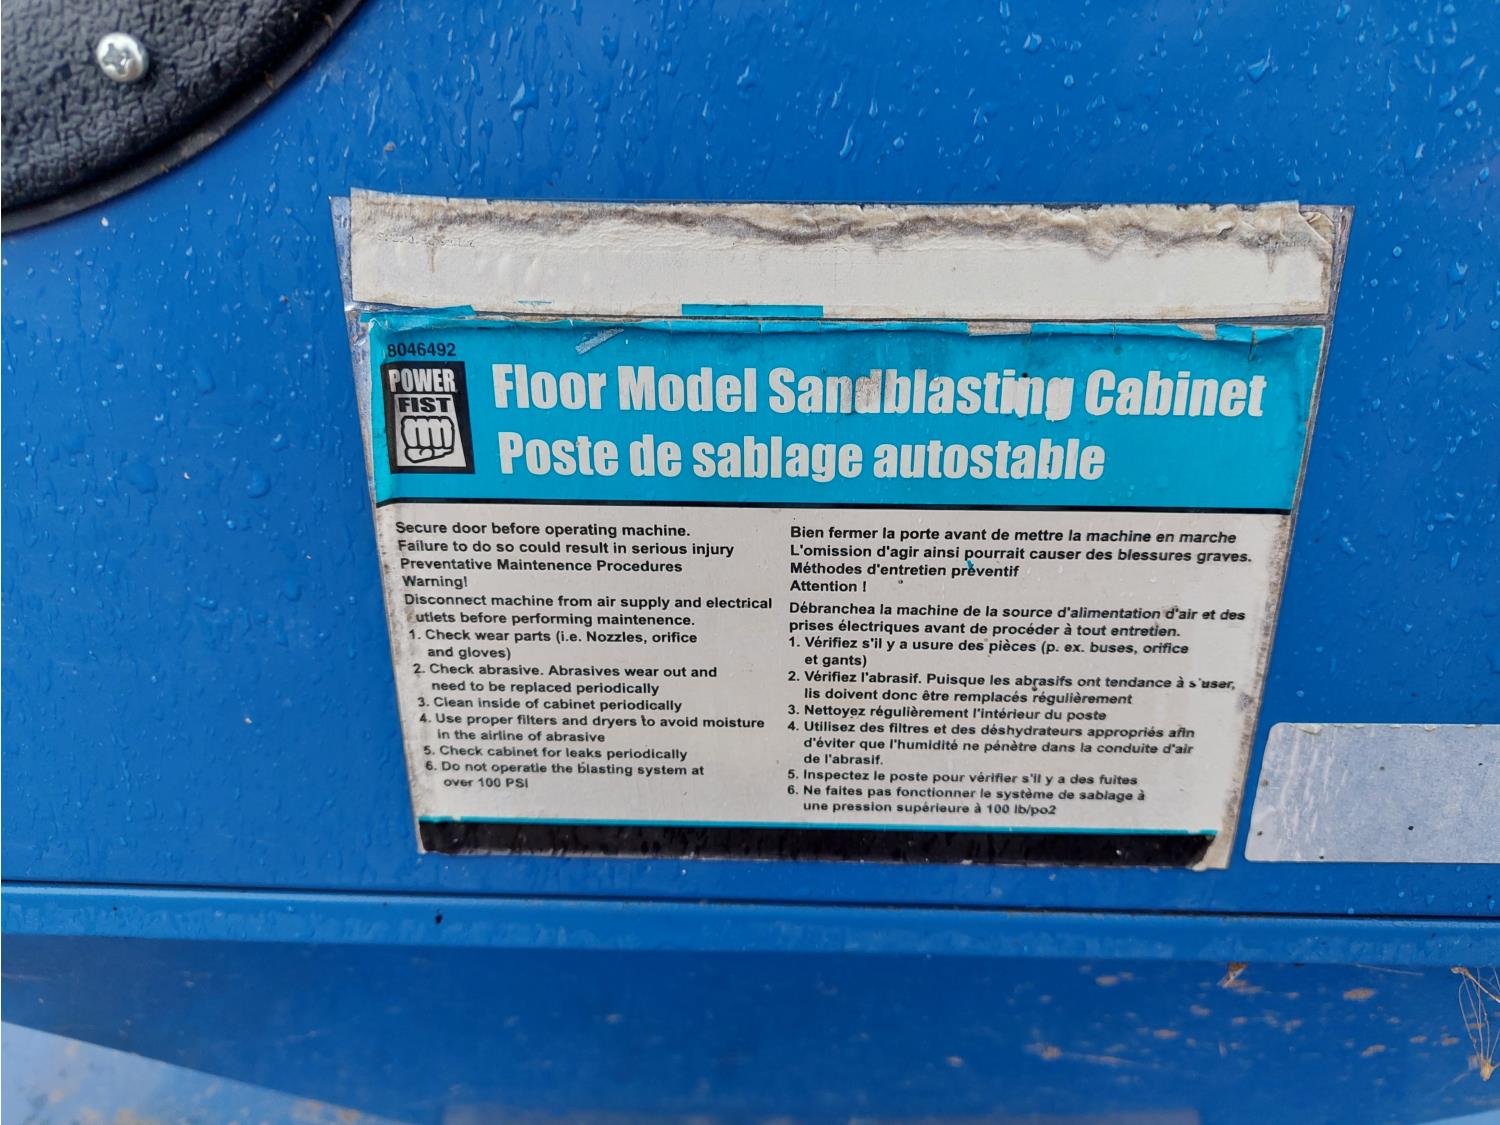 8046492
POWER
FIST
Floor Model Sandblasting Cabinet
Poste de sablage autostable
Secure door before operating machine.
Failure to do so could result in serious injury
Preventative Maintenence Procedures
Warning!
Disconnect machine from air supply and electrical
utlets before performing maintenence.
1. Check wear parts (i.e. Nozzles, orifice
and gloves)
2. Check abrasive. Abrasives wear out and
need to be replaced periodically
3. Clean inside of cabinet periodically
4. Use proper filters and dryers to avoid moisture
in the airline of abrasive
5. Check cabinet for leaks periodically
6. Do not operatie the blasting system at
over 100 PSI
Bien fermer la porte avant de mettre la machine en marche
L'omission d'agir ainsi pourrait causer des blessures graves.
Méthodes d'entretien préventif
Attention !
Débranchea la machine de la source d'alimentation d'air et des
prises électriques avant de procéder à tout entretien.
1. Vérifiez s'il y a usure des pièces (p. ex. buses, orifice
et gants)
2. Vérifiez l'abrasif. Puisque les abrasifs ont tendance à s'user,
lis doivent donc être remplacés régulièrement
3. Nettoyez régulièrement l'intérieur du poste
4. Utilisez des filtres et des déshydrateurs appropriés afin
d'éviter que l'humidité ne pénètre dans la conduite d'air
de l'abrasif.
5. Inspectez le poste pour vérifier s'il y a des fuites
6. Ne faites pas fonctionner le système de sablage à
une pression supérieure à 100 lb/po2